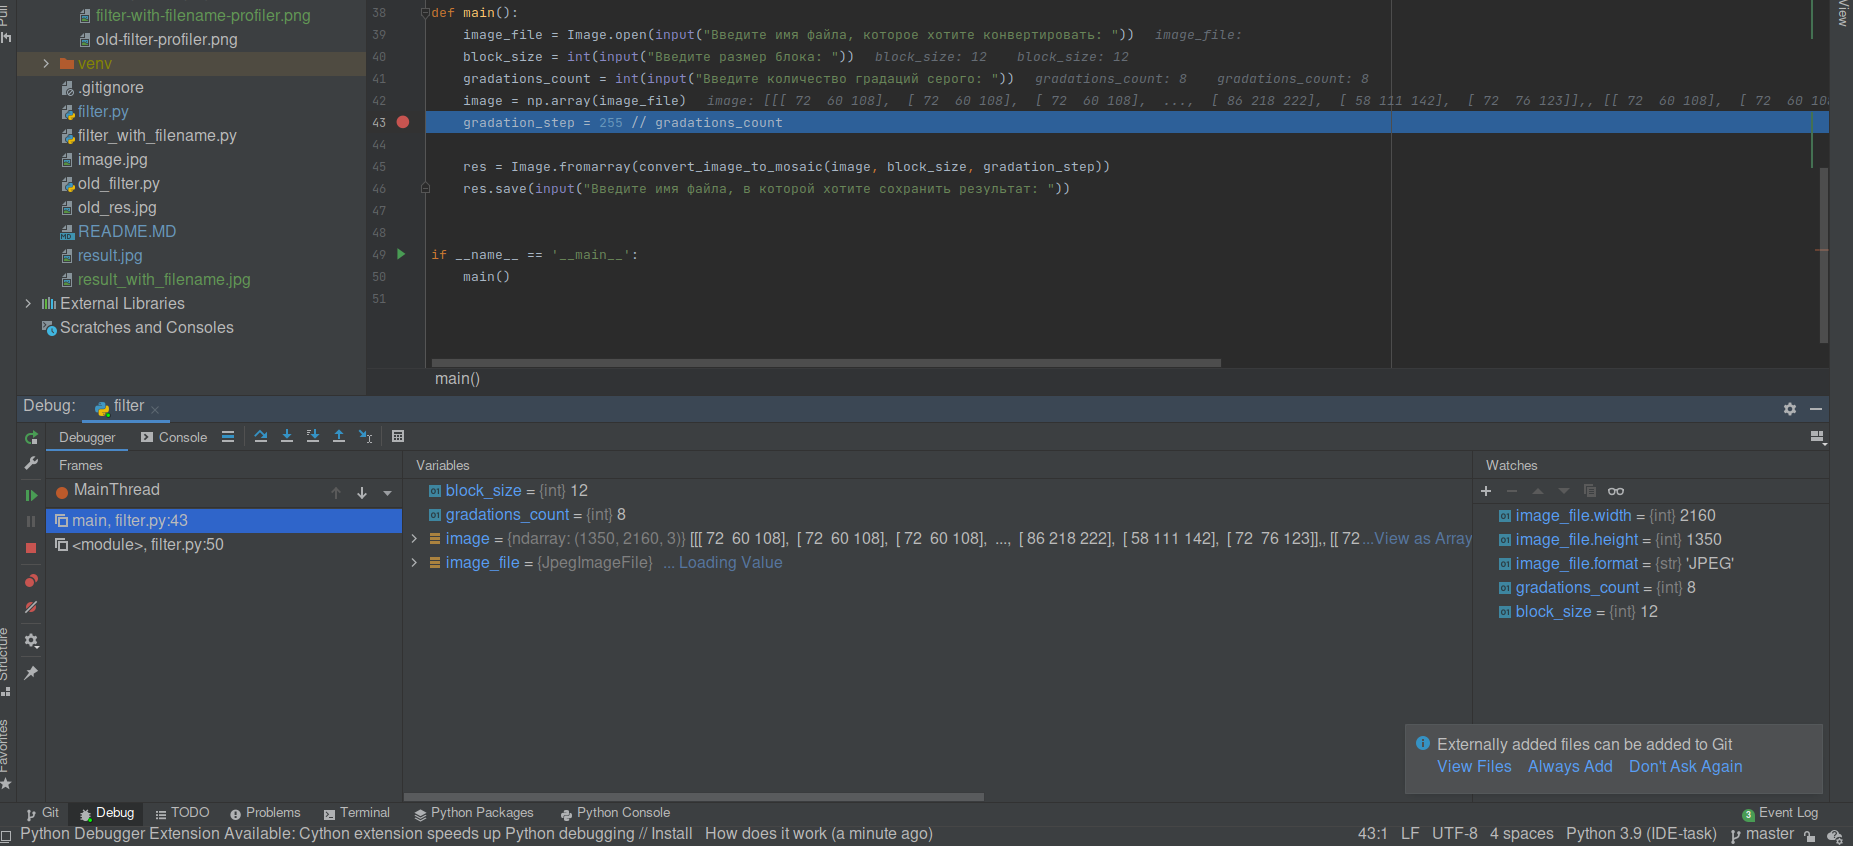 Pull
filter-with-filename-profiler.png
old-filter-profiler.png
venv
.gitignore
filter.py
filter_with_filename.py
image.jpg
old_filter.py
old_res.jpg
README.MD
result.jpg
result_with_filename.jpg
External Libraries
Scratches and Consoles
38 def main():
39 image_file = Image.open(input("Введите имя файла, которое хотите конвертировать: ")) image_file:
40 block_size = int(input("Введите размер блока: ")) block_size: 12 block_size: 12
41 gradations_count = int(input("Введите количество градаций серого: ")) gradations_count: 8 gradations_count: 8
42 image = np.array(image_file) image: [[[ 72 60 108], [ 72 60 108], [ 72 60 108], ..., [ 86 218 222], [ 58 111 142], [ 72 76 123]],, [[ 72 60 108], [ 72 60 108
43 gradation_step = 255 // gradations_count
44
45 res = Image.fromarray(convert_image_to_mosaic(image, block_size, gradation_step))
46 res.save(input("Введите имя файла, в которой хотите сохранить результат: "))
47
48
49 if __name__ == '__main__':
50 main()
51
main()
View
Debug: filter
Debugger Console
Frames
MainThread
main, filter.py:43
<module>, filter.py:50
Variables
block_size = {int} 12
gradations_count = {int} 8
image = {ndarray: (1350, 2160, 3)} [[[ 72 60 108], [ 72 60 108], [ 72 60 108], ..., [ 86 218 222], [ 58 111 142], [ 72 76 123]],, [[ 72 ...View as Array
image_file = {JpegImageFile} ... Loading Value
Watches
image_file.width = {int} 2160
image_file.height = {int} 1350
image_file.format = {str} 'JPEG'
gradations_count = {int} 8
block_size = {int} 12
Structure
Favorites
Externally added files can be added to Git
View Files Always Add Don't Ask Again
Git Debug TODO Problems Terminal Python Packages Python Console 3 Event Log
Python Debugger Extension Available: Cython extension speeds up Python debugging // Install How does it work (a minute ago) 43:1 LF UTF-8 4 spaces Python 3.9 (IDE-task) master